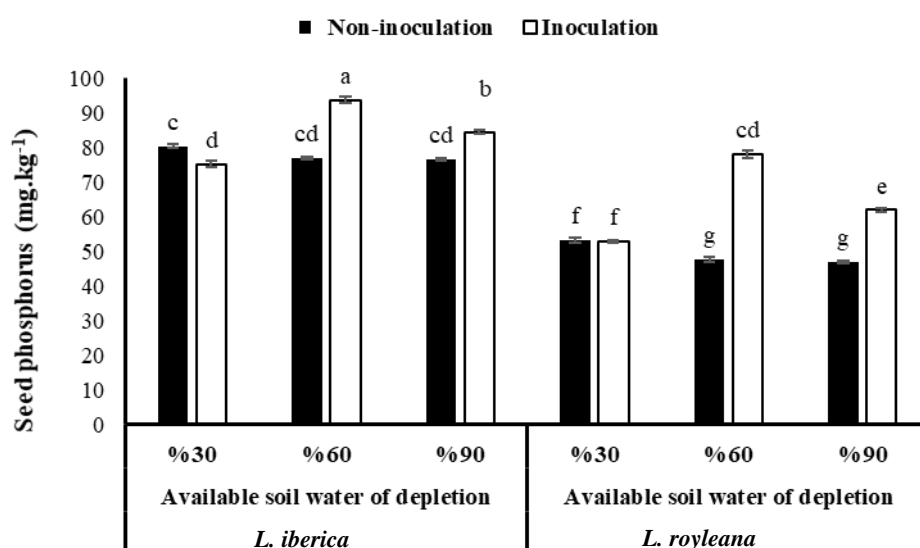 Non-inoculation Inoculation
Seed phosphorus (mg.kg-1)
100
90
80
70
60
50
40
30
20
10
0
c d cd a cd b f f g cd g e
%30 %60 %90 %30 %60 %90
Available soil water of depletion Available soil water of depletion
L. iberica L. royleana